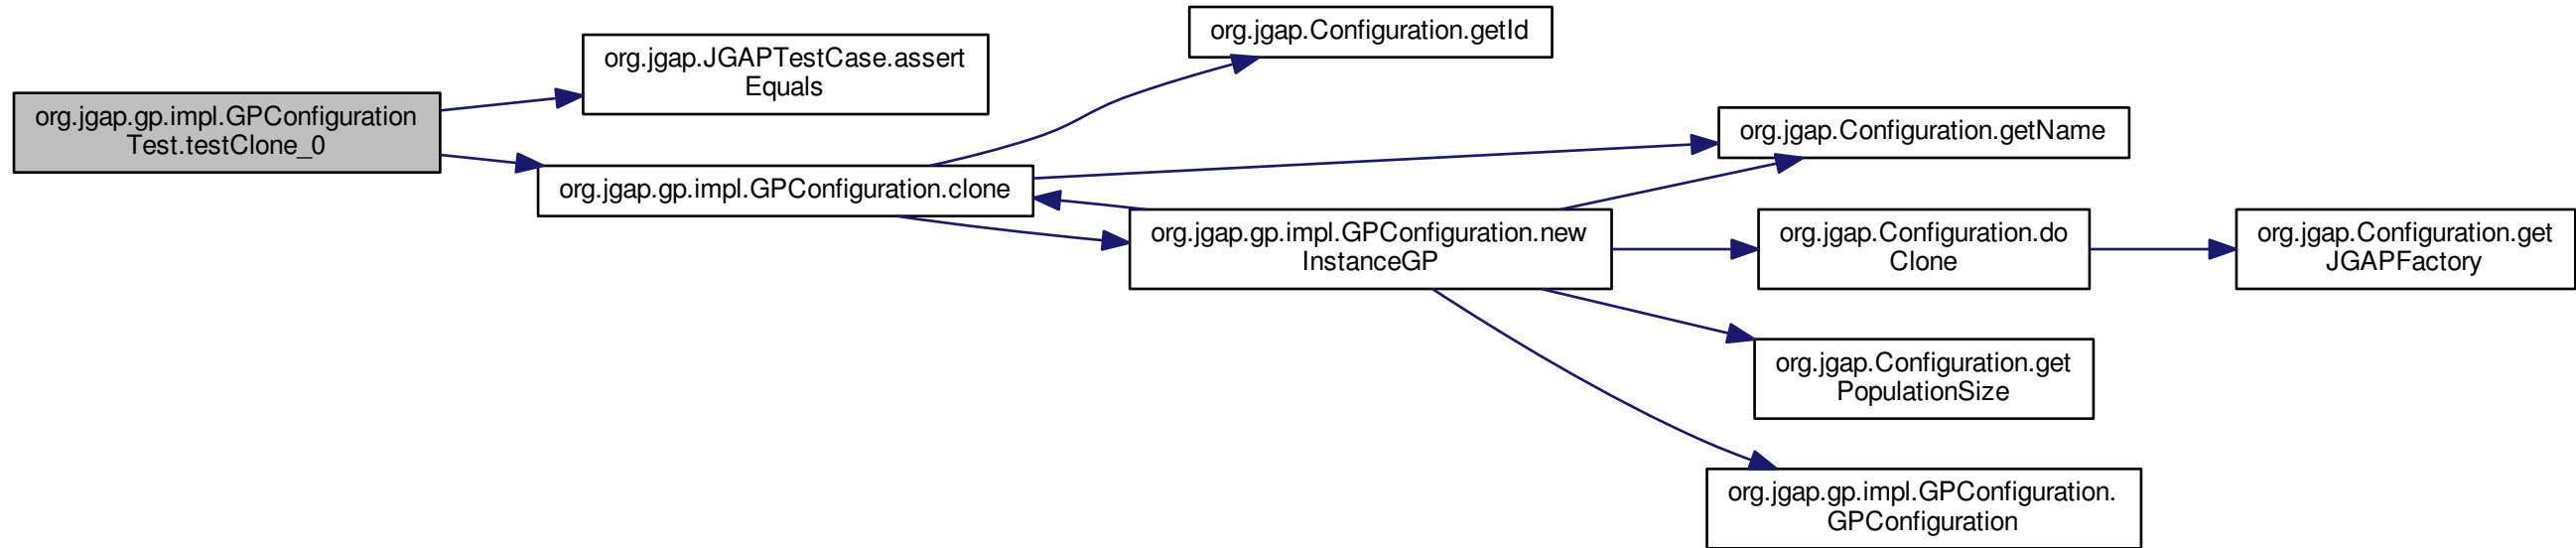 org.jgap.gp.impl.GPConfiguration
Test.testClone_0
org.jgap.JGAPTestCase.assert
Equals
org.jgap.gp.impl.GPConfiguration.clone
org.jgap.Configuration.getId
org.jgap.Configuration.getName
org.jgap.gp.impl.GPConfiguration.new
InstanceGP
org.jgap.Configuration.do
Clone
org.jgap.Configuration.get
JGAPFactory
org.jgap.Configuration.get
PopulationSize
org.jgap.gp.impl.GPConfiguration.
GPConfiguration